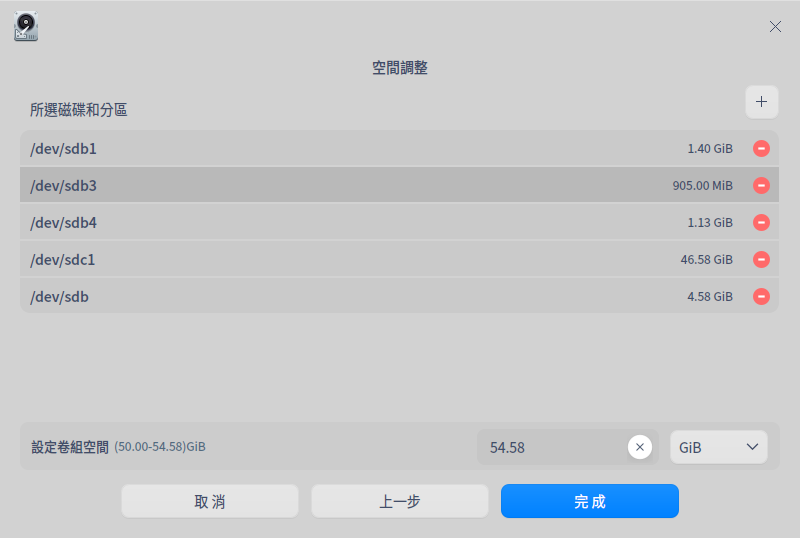 空間調整
所選磁碟和分區
/dev/sdb1 1.40 GiB
/dev/sdb3 905.00 MiB
/dev/sdb4 1.13 GiB
/dev/sdc1 46.58 GiB
/dev/sdb 4.58 GiB
設定卷組空間 (50.00-54.58)GiB 54.58 GiB
取 消 上一步 完 成